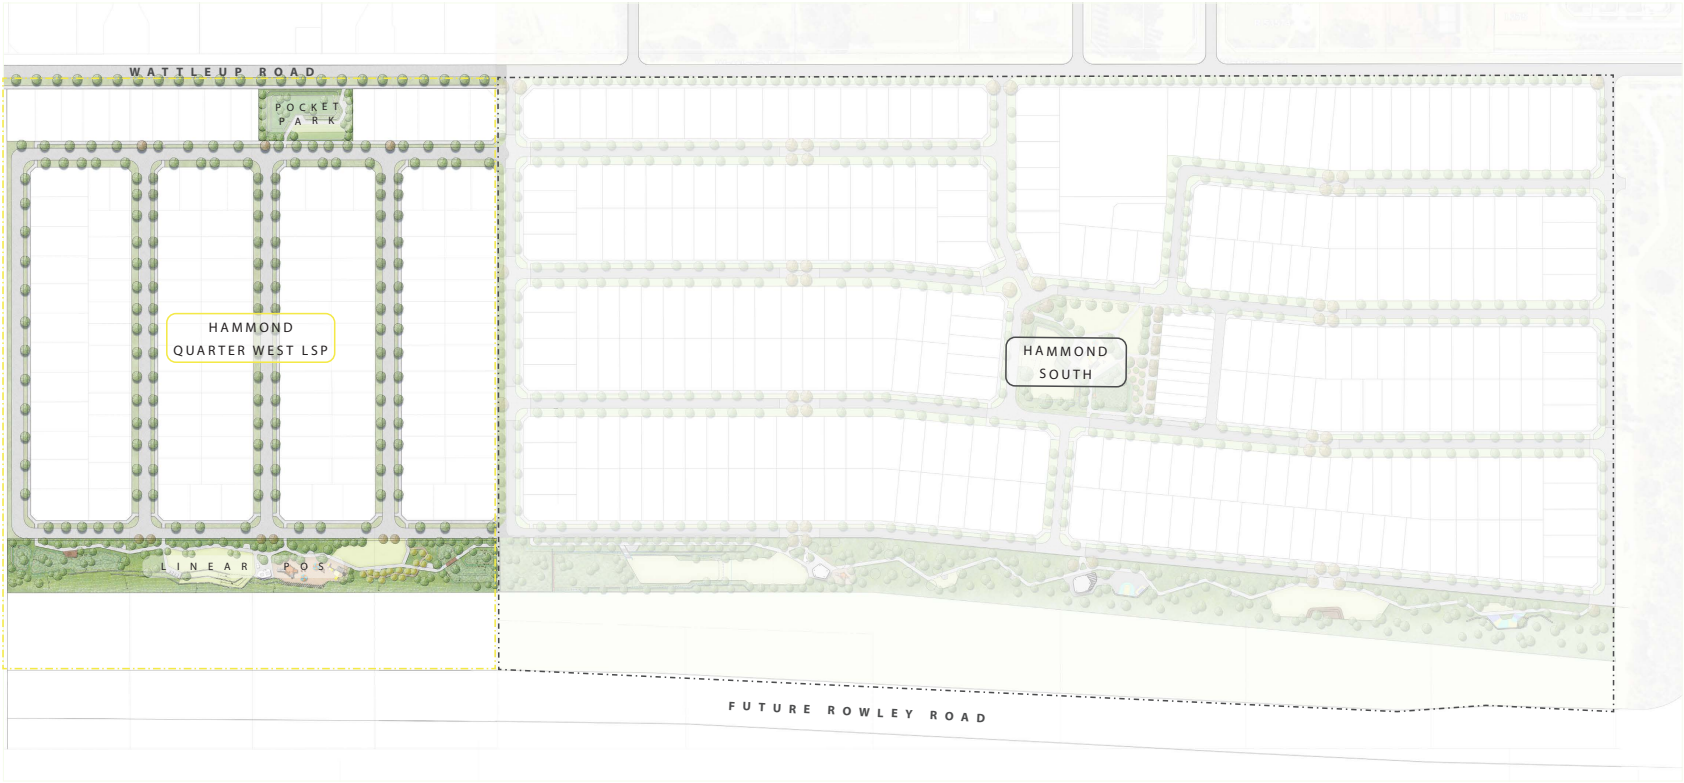 WATTLEUP ROAD
POCKET
PARK
HAMMOND
QUARTER WEST LSP
HAMMOND
SOUTH
LINEAR POS
FUTURE ROWLEY ROAD